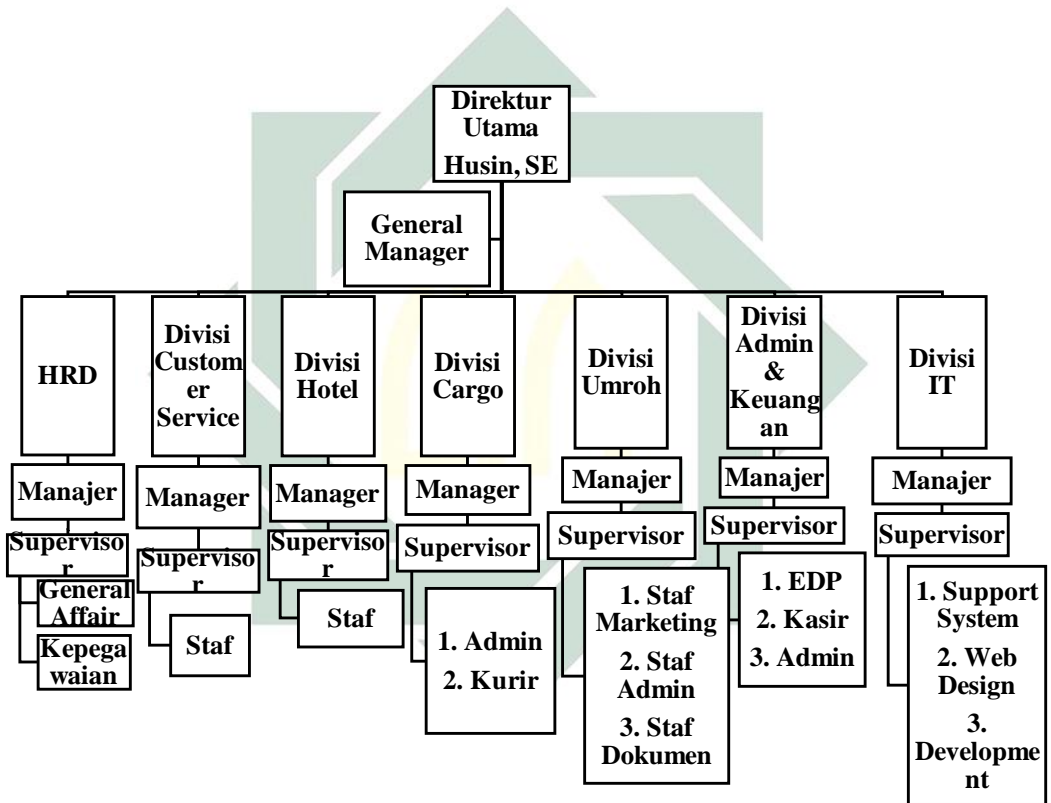 Direktur
Utama
Husin, SE
General
Manager
HRD
Divisi
Custom
er
Service
Divisi
Hotel
Divisi
Cargo
Divisi
Umroh
Divisi
Admin
&
Keuang
an
Divisi
IT
Manajer
Manager
Manager
Manager
Manajer
Manajer
Manajer
Superviso
r
Superviso
r
Superviso
r
Supervisor
Supervisor
Supervisor
Supervisor
General
Affair
Kepega
waian
Staf
Staf
1. Admin
2. Kurir
1. Staf
Marketing
2. Staf
Admin
3. Staf
Dokumen
1. EDP
2. Kasir
3. Admin
1. Support
System
2. Web
Design
3.
Developme
nt